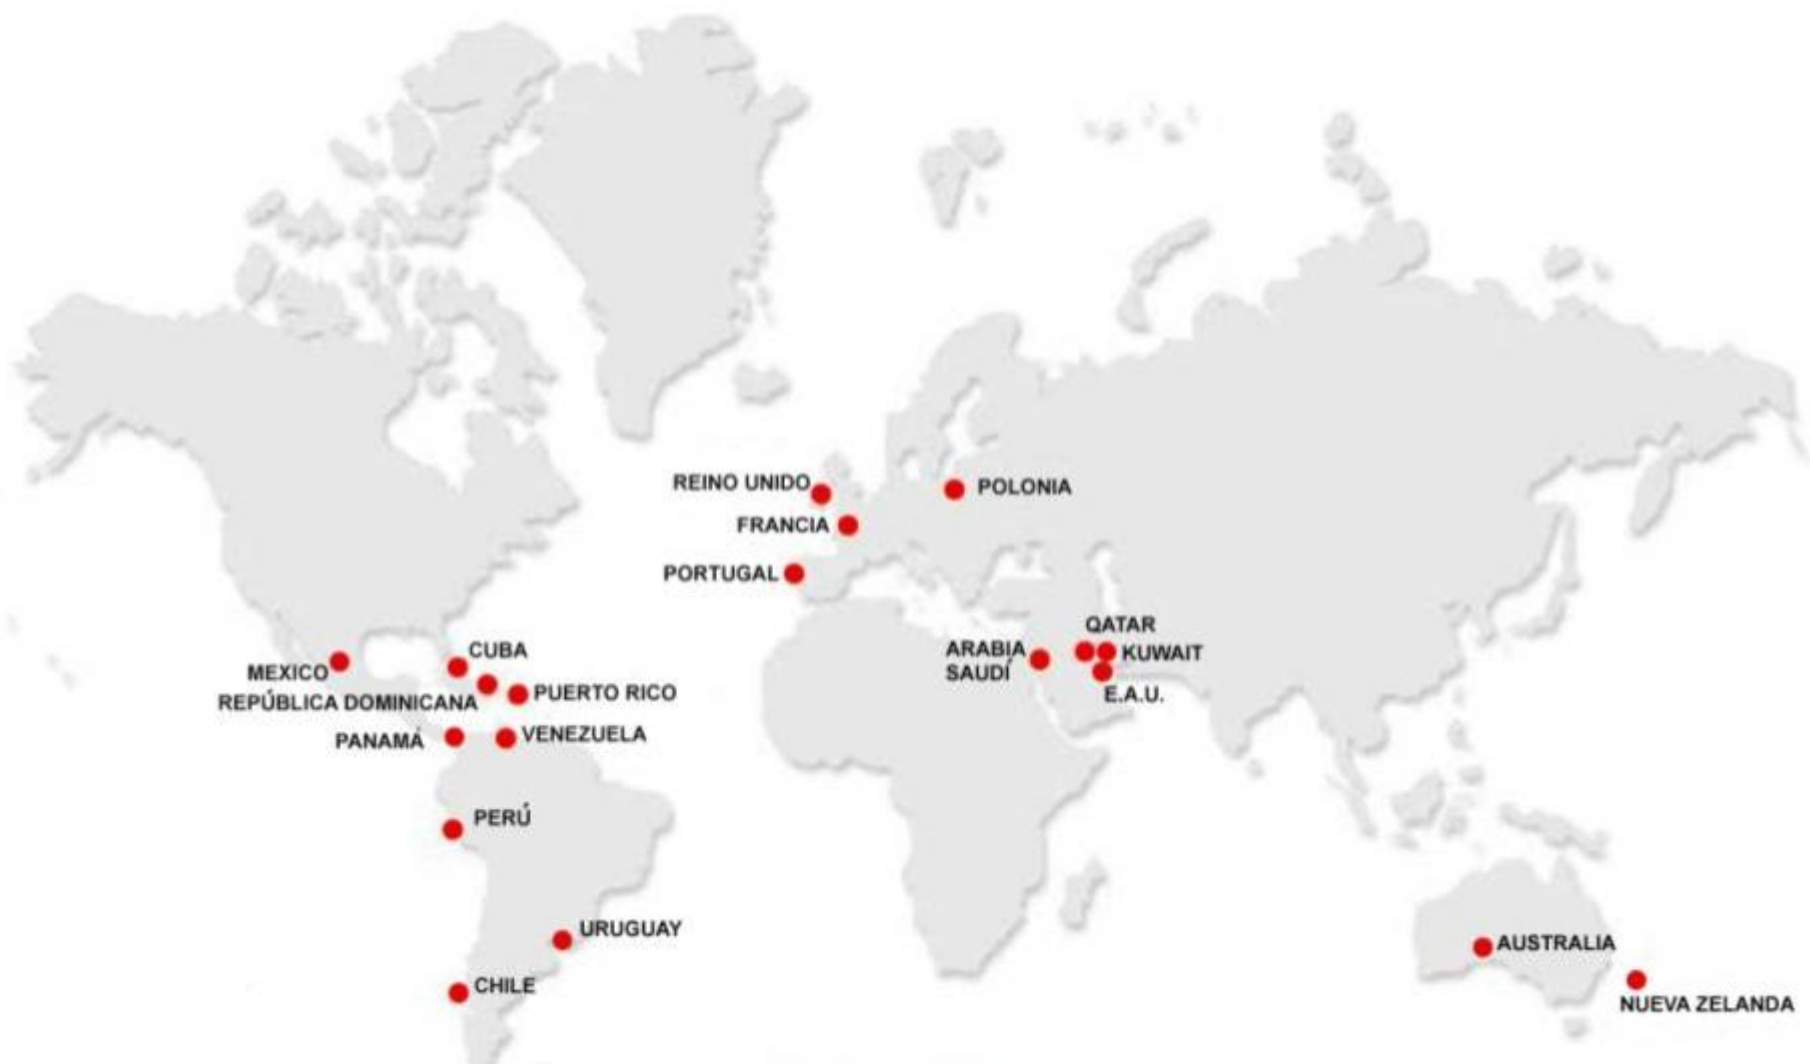 REINO UNIDO
POLONIA
FRANCIA
PORTUGAL
QATAR
ARABIA
SAUDÍ
KUWAIT
E.A.U.
CUBA
MEXICO
REPÚBLICA DOMINICANA
PUERTO RICO
PANAMÁ
VENEZUELA
PERÚ
URUGUAY
CHILE
AUSTRALIA
NUEVA ZELANDA